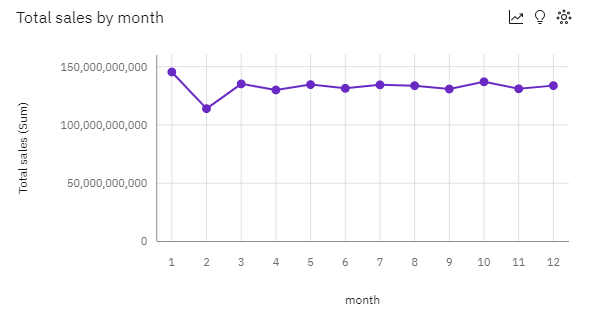 Total sales by month
Total sales (Sum)
150,000,000,000
100,000,000,000
50,000,000,000
0
1 2 3 4 5 6 7 8 9 10 11 12
month